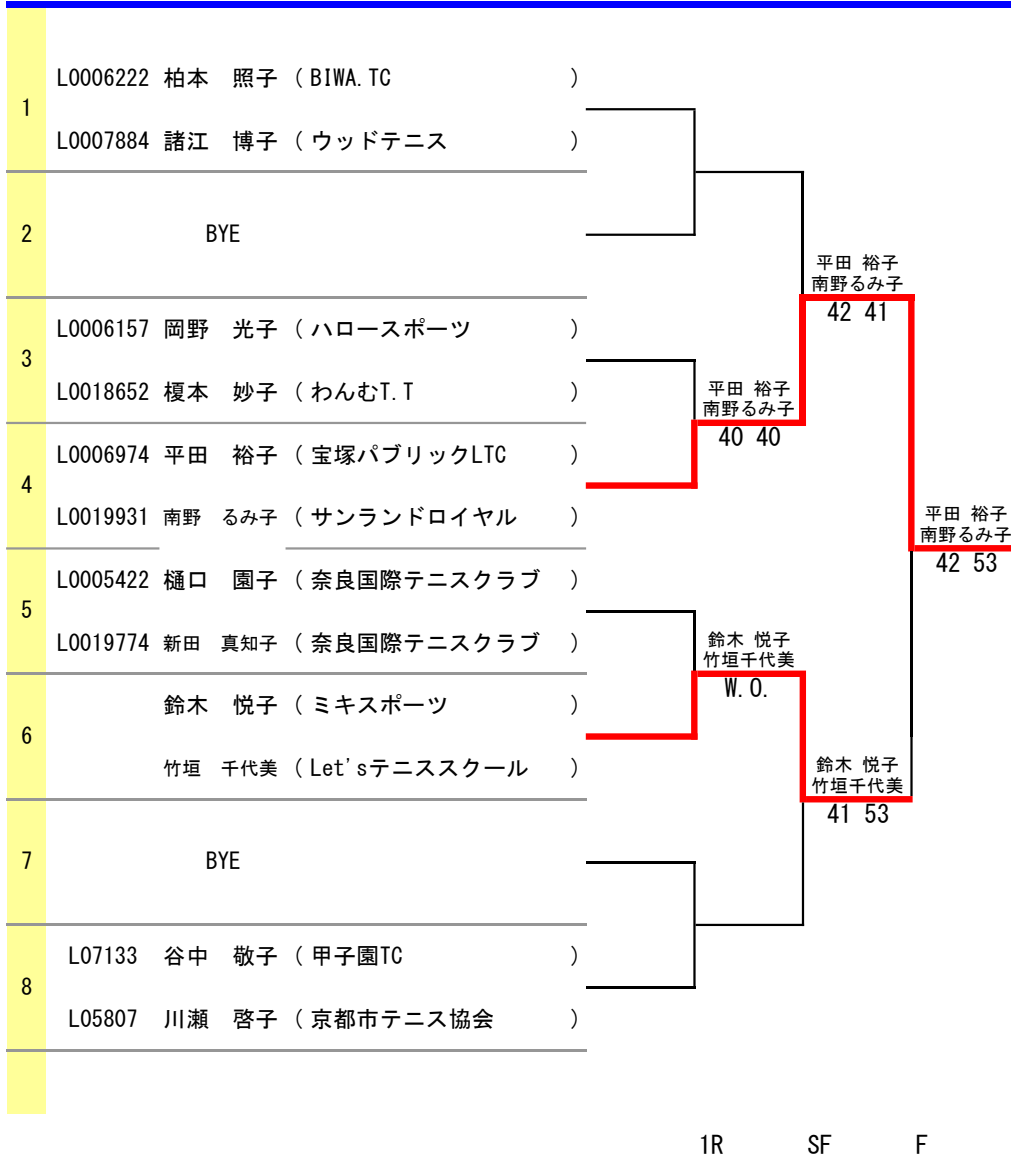 L0006222 柏本 照子 ( BIWA.TC )
1
L0007884 諸江 博子 ( ウッドテニス )
2 BYE
平田 裕子
南野るみ子
42 41
L0006157 岡野 光子 ( ハロースポーツ )
3
L0018652 榎本 妙子 ( わんむT.T )
平田 裕子
南野るみ子
40 40
L0006974 平田 裕子 ( 宝塚パブリックLTC )
4
L0019931 南野 るみ子 ( サンランドロイヤル )
平田 裕子
南野るみ子
42 53
L0005422 樋口 園子 ( 奈良国際テニスクラブ )
5
L0019774 新田 真知子 ( 奈良国際テニスクラブ )
鈴木 悦子
竹垣千代美
W.O.
鈴木 悦子 ( ミキスポーツ )
6
竹垣 千代美 ( Let'sテニススクール )
鈴木 悦子
竹垣千代美
41 53
7 BYE
L07133 谷中 敬子 ( 甲子園TC )
8
L05807 川瀬 啓子 ( 京都市テニス協会 )
1R SF F